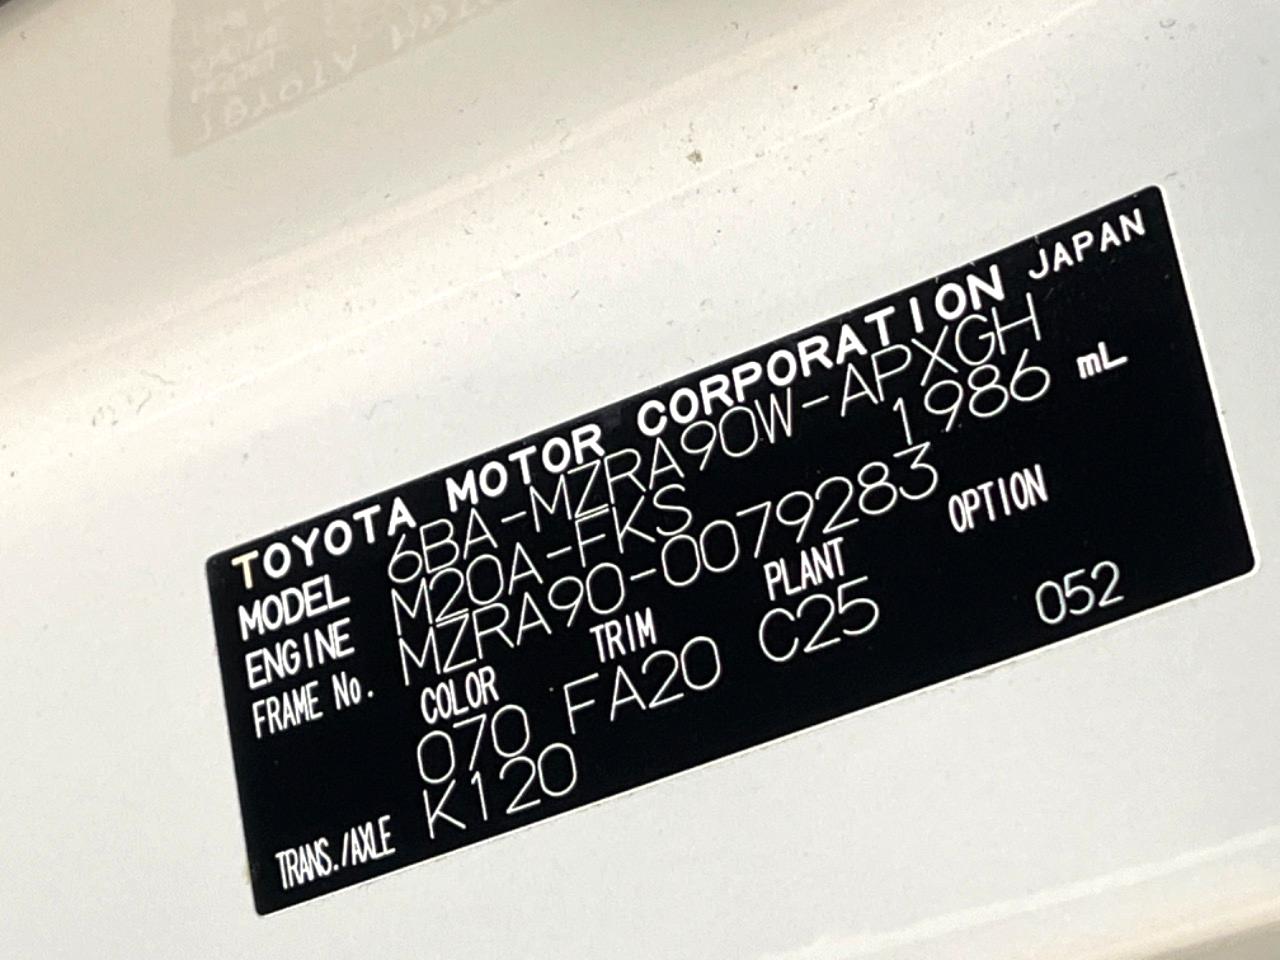 TOYOTA MOTOR CORPORATION JAPAN
MODEL 6BA-MZRA90W-APXGH
ENGINE M20A-FKS 1986 mL
FRAME No. MZRA90-0079283
COLOR TRIM PLANT OPTION
070 FA20 C25 052
TRANS./AXLE K120